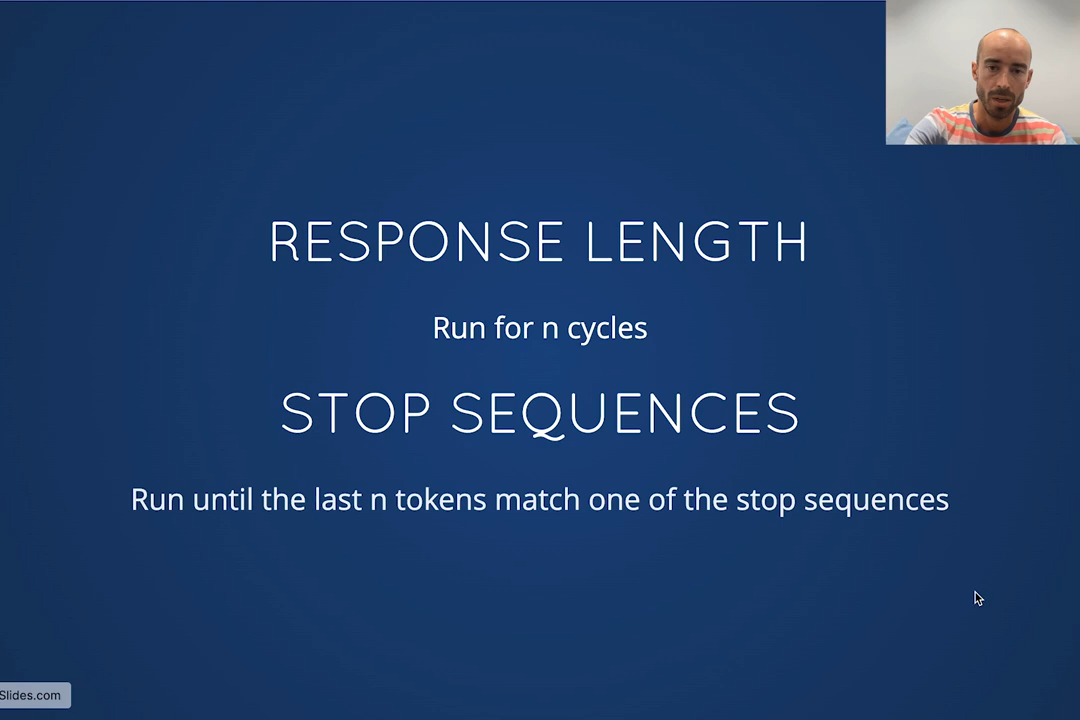 RESPONSE LENGTH
Run for n cycles
STOP SEQUENCES
Run until the last n tokens match one of the stop sequences
Slides.com